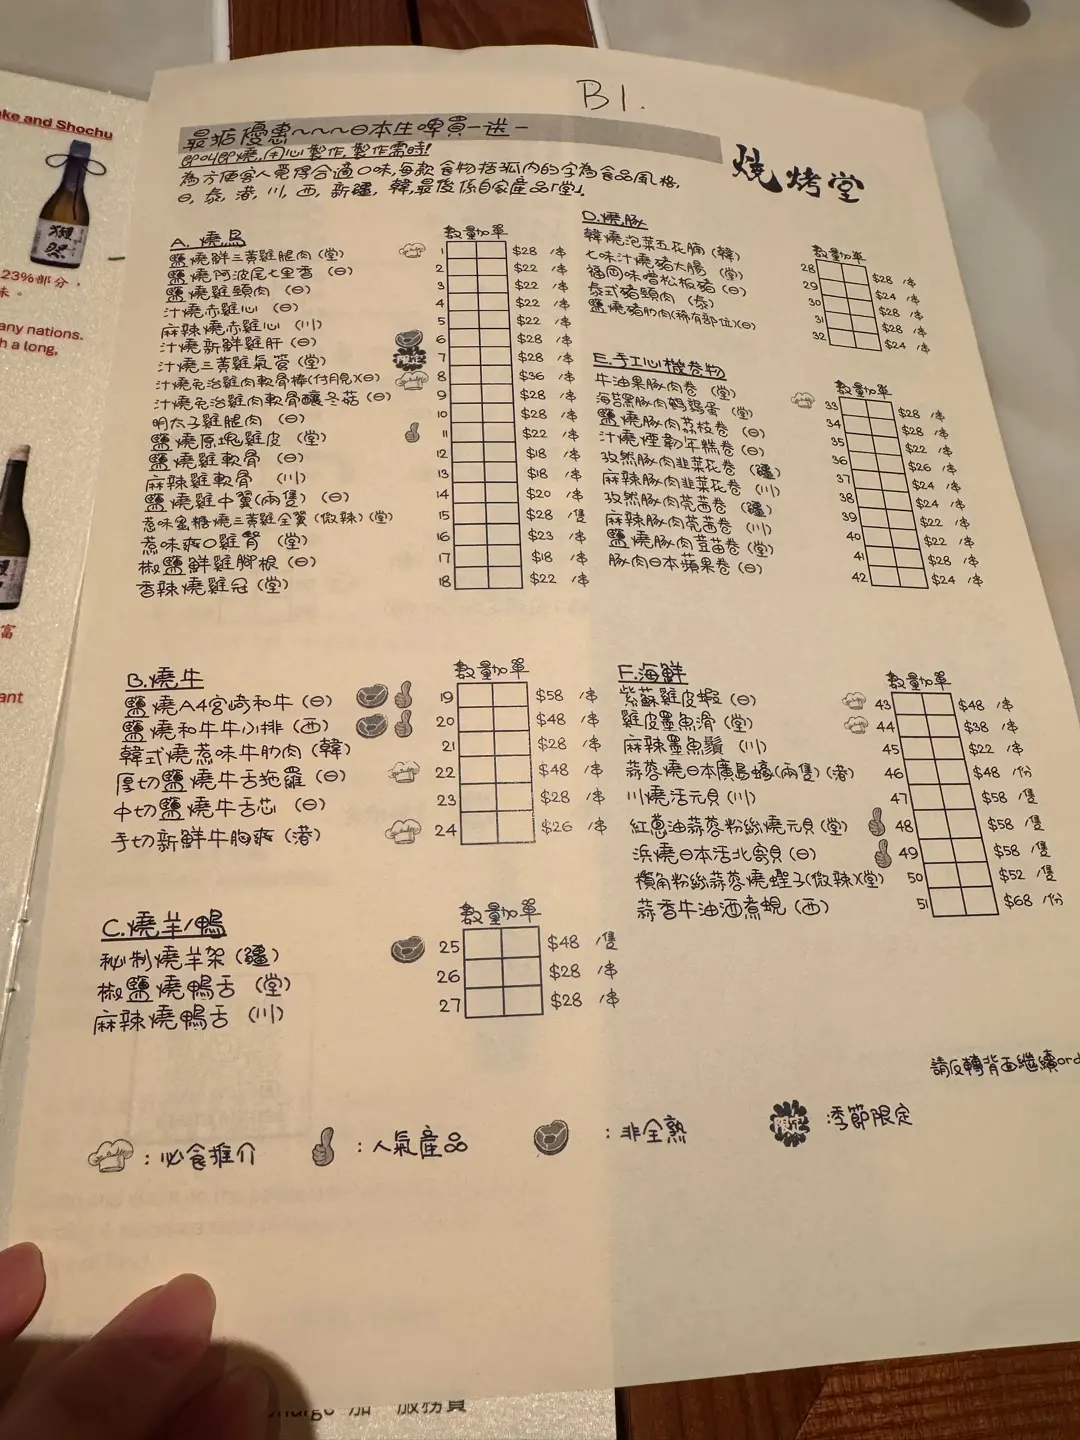 B1.
最掂優惠~~~~日本生啤買一送一
即叫即燒,用心製作,製作需時!
為方便客人覓得合適口味,每款食物括弧內的字為食品風格,
日,泰,港,川,西,新疆,韓,最後係自家產品「堂」.
燒烤堂
A. 燒鳥 數量加單
鹽燒鮮三黃雞腿肉(堂) 1 $28 /串
鹽燒阿波尾七里香(日) 2 $22 /串
鹽燒雞頸肉(日) 3 $22 /串
汁燒赤雞心(日) 4 $22 /串
麻辣燒赤雞心(川) 5 $22 /串
汁燒新鮮雞肝(日) 6 $28 /串
汁燒三黃雞氣管(堂) 限定 7 $28 /串
汁燒免治雞肉軟骨棒(付月見)(日) 8 $36 /串
汁燒免治雞肉軟骨釀冬菇(日) 9 $28 /串
明太子雞腿肉(日) 10 $28 /串
鹽燒原塊雞皮(堂) 11 $22 /串
鹽燒雞軟骨(日) 12 $18 /串
麻辣雞軟骨(川) 13 $18 /串
鹽燒雞中翼(兩隻)(日) 14 $20 /串
惹味蜜糖燒三黃雞全翼(微辣)(堂) 15 $28 /隻
惹味爽口雞腎(堂) 16 $23 /串
椒鹽鮮雞腳根(日) 17 $18 /串
香辣燒雞冠(堂) 18 $22 /串
B.燒牛 數量加單
鹽燒A4宮崎和牛(日) 19 $58 /串
鹽燒和牛牛小排(西) 20 $48 /串
韓式燒惹味牛肋肉(韓) 21 $28 /串
厚切鹽燒牛舌拖羅(日) 22 $48 /串
中切鹽燒牛舌芯(日) 23 $28 /串
手切新鮮牛胸爽(港) 24 $26 /串
C.燒羊/鴨 數量加單
秘制燒羊架(疆) 25 $48 /隻
椒鹽燒鴨舌(堂) 26 $28 /串
麻辣燒鴨舌(川) 27 $28 /串
D.燒豚 數量加單
韓燒泡菜五花腩(韓) 28 $28 /串
七味汁燒豬大腸(堂) 29 $24 /串
福岡味噌松板豬(日) 30 $28 /串
泰式豬頸肉(泰) 31 $28 /串
鹽燒豬肋肉(稀有部位)(日) 32 $24 /串
E.手工心機卷物 數量加單
牛油果豚肉卷(堂) 33 $28 /串
海苔黑豚肉鵪鶉蛋(堂) 34 $28 /串
鹽燒豚肉荔枝卷(日) 35 $22 /串
汁燒煙韌年糕卷(日) 36 $26 /串
孜然豚肉韭菜花卷(疆) 37 $24 /串
麻辣豚肉韭菜花卷(川) 38 $24 /串
孜然豚肉莞茜卷(疆) 39 $22 /串
麻辣豚肉莞茜卷(川) 40 $22 /串
鹽燒豚肉荳苗卷(堂) 41 $28 /串
豚肉日本蘋果卷(日) 42 $24 /串
F.海鮮 數量加單
紫蘇雞皮蝦(日) 43 $48 /串
雞皮墨魚滑(堂) 44 $38 /串
麻辣墨魚鬚(川) 45 $22 /串
蒜蓉燒日本廣島蠔(兩隻)(港) 46 $48 /份
川燒活元貝(川) 47 $58 /隻
紅蔥油蒜蓉粉絲燒元貝(堂) 48 $58 /隻
浜燒日本活北寄貝(日) 49 $58 /隻
欖角粉絲蒜蓉燒蟶子(微辣)(堂) 50 $52 /隻
蒜香牛油酒煮蜆(西) 51 $68 /份
請反轉背面繼續ord
:必食推介
:人氣產品
:非全熟
限定 :季節限定
ke and Shochu
獺祭
23%部分,
味。
any nations.
h a long,
富
ant
服務費